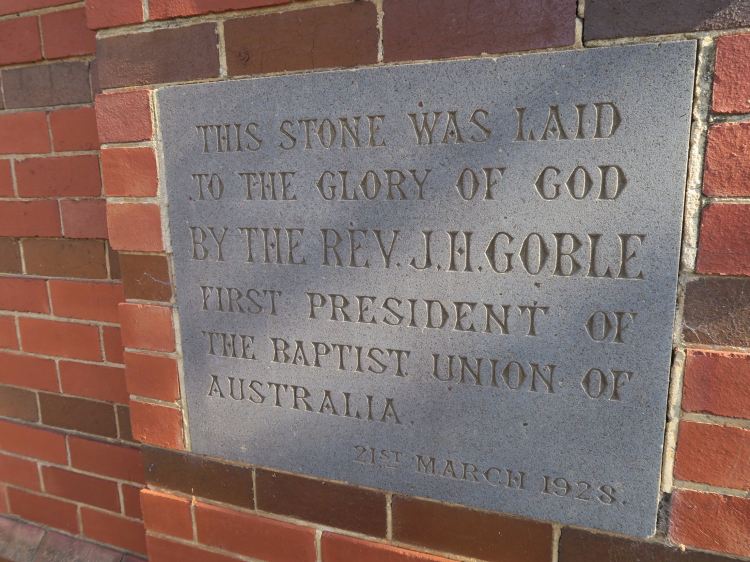 THIS STONE WAS LAID
TO THE GLORY OF GOD
BY THE REV. J.H. GOBLE
FIRST PRESIDENT OF
THE BAPTIST UNION OF
AUSTRALIA.
21ST MARCH 1928.